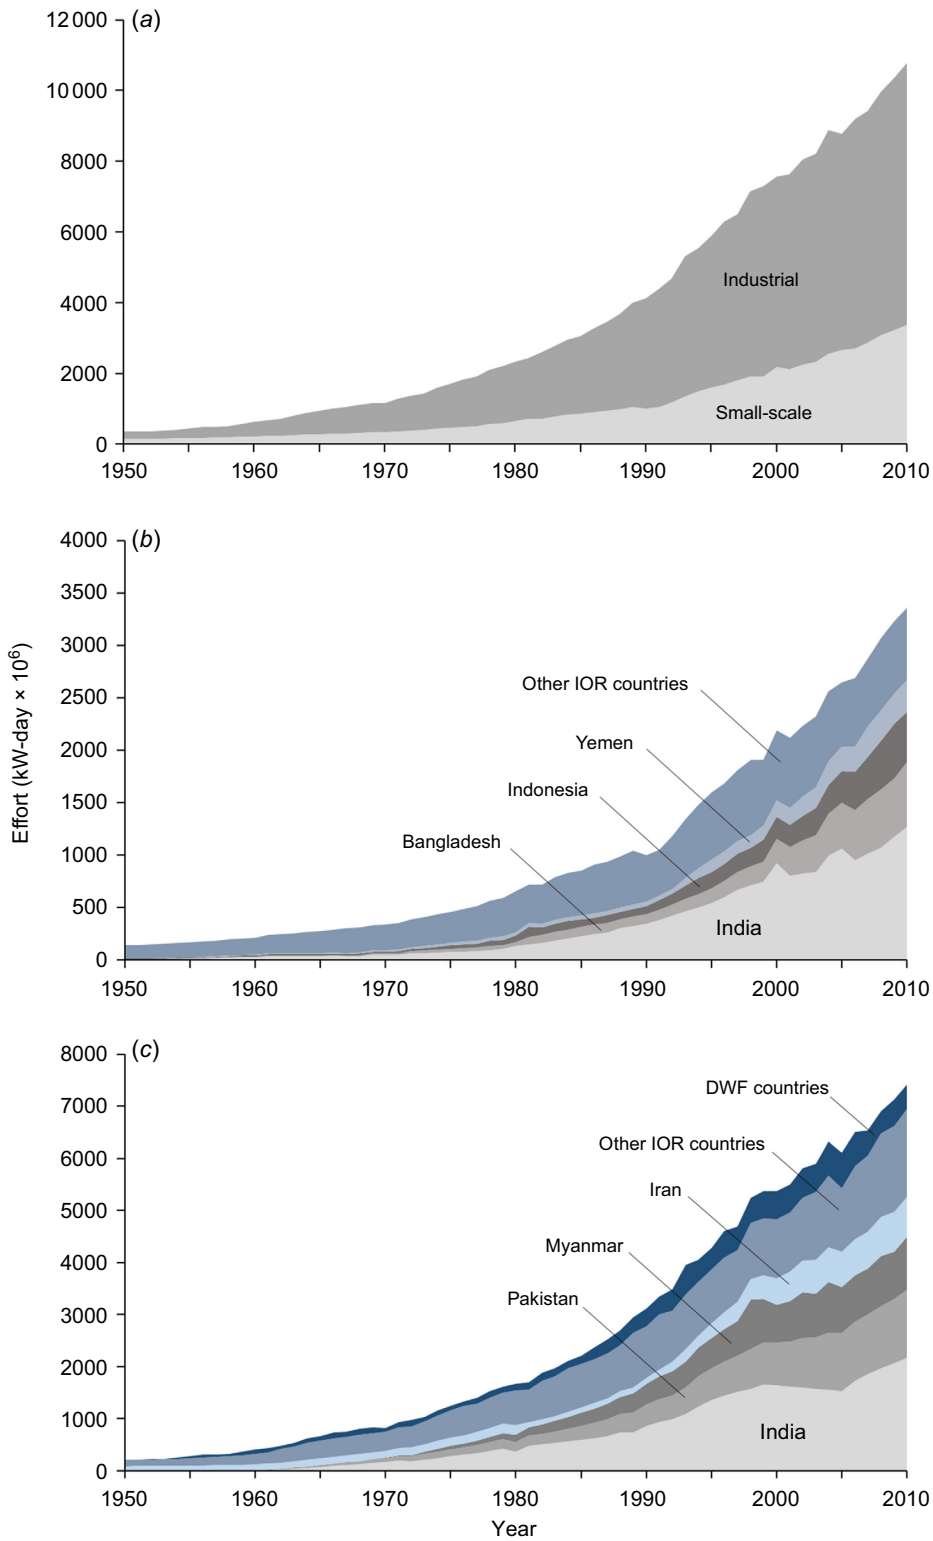 (a)
12 000
10 000
8000
6000
4000
2000
0
Industrial
Small-scale
1950 1960 1970 1980 1990 2000 2010
Effort (kW-day × 10⁶)
(b)
4000
3500
3000
2500
2000
1500
1000
500
0
Other IOR countries
Yemen
Indonesia
Bangladesh
India
1950 1960 1970 1980 1990 2000 2010
(c)
8000
7000
6000
5000
4000
3000
2000
1000
0
DWF countries
Other IOR countries
Iran
Myanmar
Pakistan
India
1950 1960 1970 1980 1990 2000 2010
Year